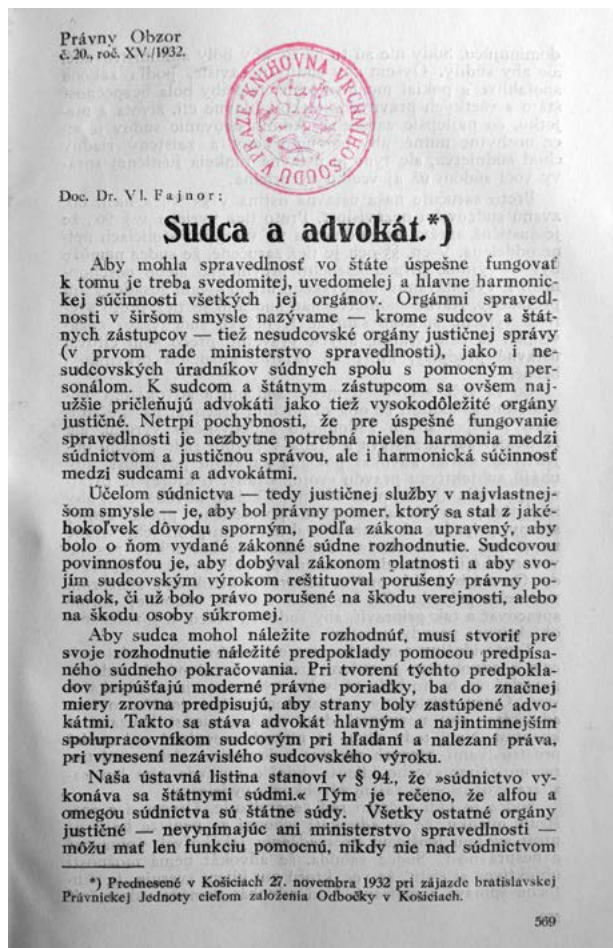 Právny Obzor
č. 20., roč. XV./1932.
KNIHOVNA VRCHNÍHO SOUDU V PRAZE
Doc. Dr. Vl. Fajnor:
Sudca a advokát.*)
Aby mohla spravedlnosť vo štáte úspešne fungovať
k tomu je treba svedomitej, uvedomelej a hlavne harmonic-
kej súčinnosti všetkých jej orgánov. Orgánmi spravedl-
nosti v širšom smysle nazývame — krome sudcov a štát-
nych zástupcov — tiež nesudcovské orgány justičnej správy
(v prvom rade ministerstvo spravedlnosti), jako i ne-
sudcovských úradníkov súdnych spolu s pomocným per-
sonálom. K sudcom a štátnym zástupcom sa ovšem naj-
užšie pričleňujú advokáti jako tiež vysokodôležité orgány
justičné. Netrpí pochybnosti, že pre úspešné fungovanie
spravedlnosti je nezbytne potrebná nielen harmonia medzi
súdnictvom a justičnou správou, ale i harmonická súčinnosť
medzi sudcami a advokátmi.
Účelom súdnictva — tedy justičnej služby v najvlastnej-
šom smysle — je, aby bol právny pomer, ktorý sa stal z jaké-
hokoľvek dôvodu sporným, podľa zákona upravený, aby
bolo o ňom vydané zákonné súdne rozhodnutie. Sudcovou
povinnosťou je, aby dobýval zákonom platnosti a aby svo-
jím sudcovským výrokom reštituoval porušený právny po-
riadok, či už bolo právo porušené na škodu verejnosti, alebo
na škodu osoby súkromej.
Aby sudca mohol náležite rozhodnúť, musí stvoriť pre
svoje rozhodnutie náležité predpoklady pomocou predpísa-
ného súdneho pokračovania. Pri tvorení týchto predpokla-
dov pripúšťajú moderné právne poriadky, ba do značnej
miery zrovna predpisujú, aby strany boly zastúpené advo-
kátmi. Takto sa stáva advokát hlavným a najintimnejším
spolupracovníkom sudcovým pri hľadaní a nalezaní práva,
pri vynesení nezávislého sudcovského výroku.
Naša ústavná listina stanoví v § 94., že »súdnictvo vy-
konáva sa štátnymi súdmi.« Tým je rečeno, že alfou a
omegou súdnictva sú štátne súdy. Všetky ostatné orgány
justičné — nevynímajúc ani ministerstvo spravedlnosti —
môžu mať len funkciu pomocnú, nikdy nie nad súdnictvom
*) Prednesené v Košiciach 27. novembra 1932 pri zájazde bratislavskej
Právnickej Jednoty cieľom založenia Odbočky v Košiciach.
569